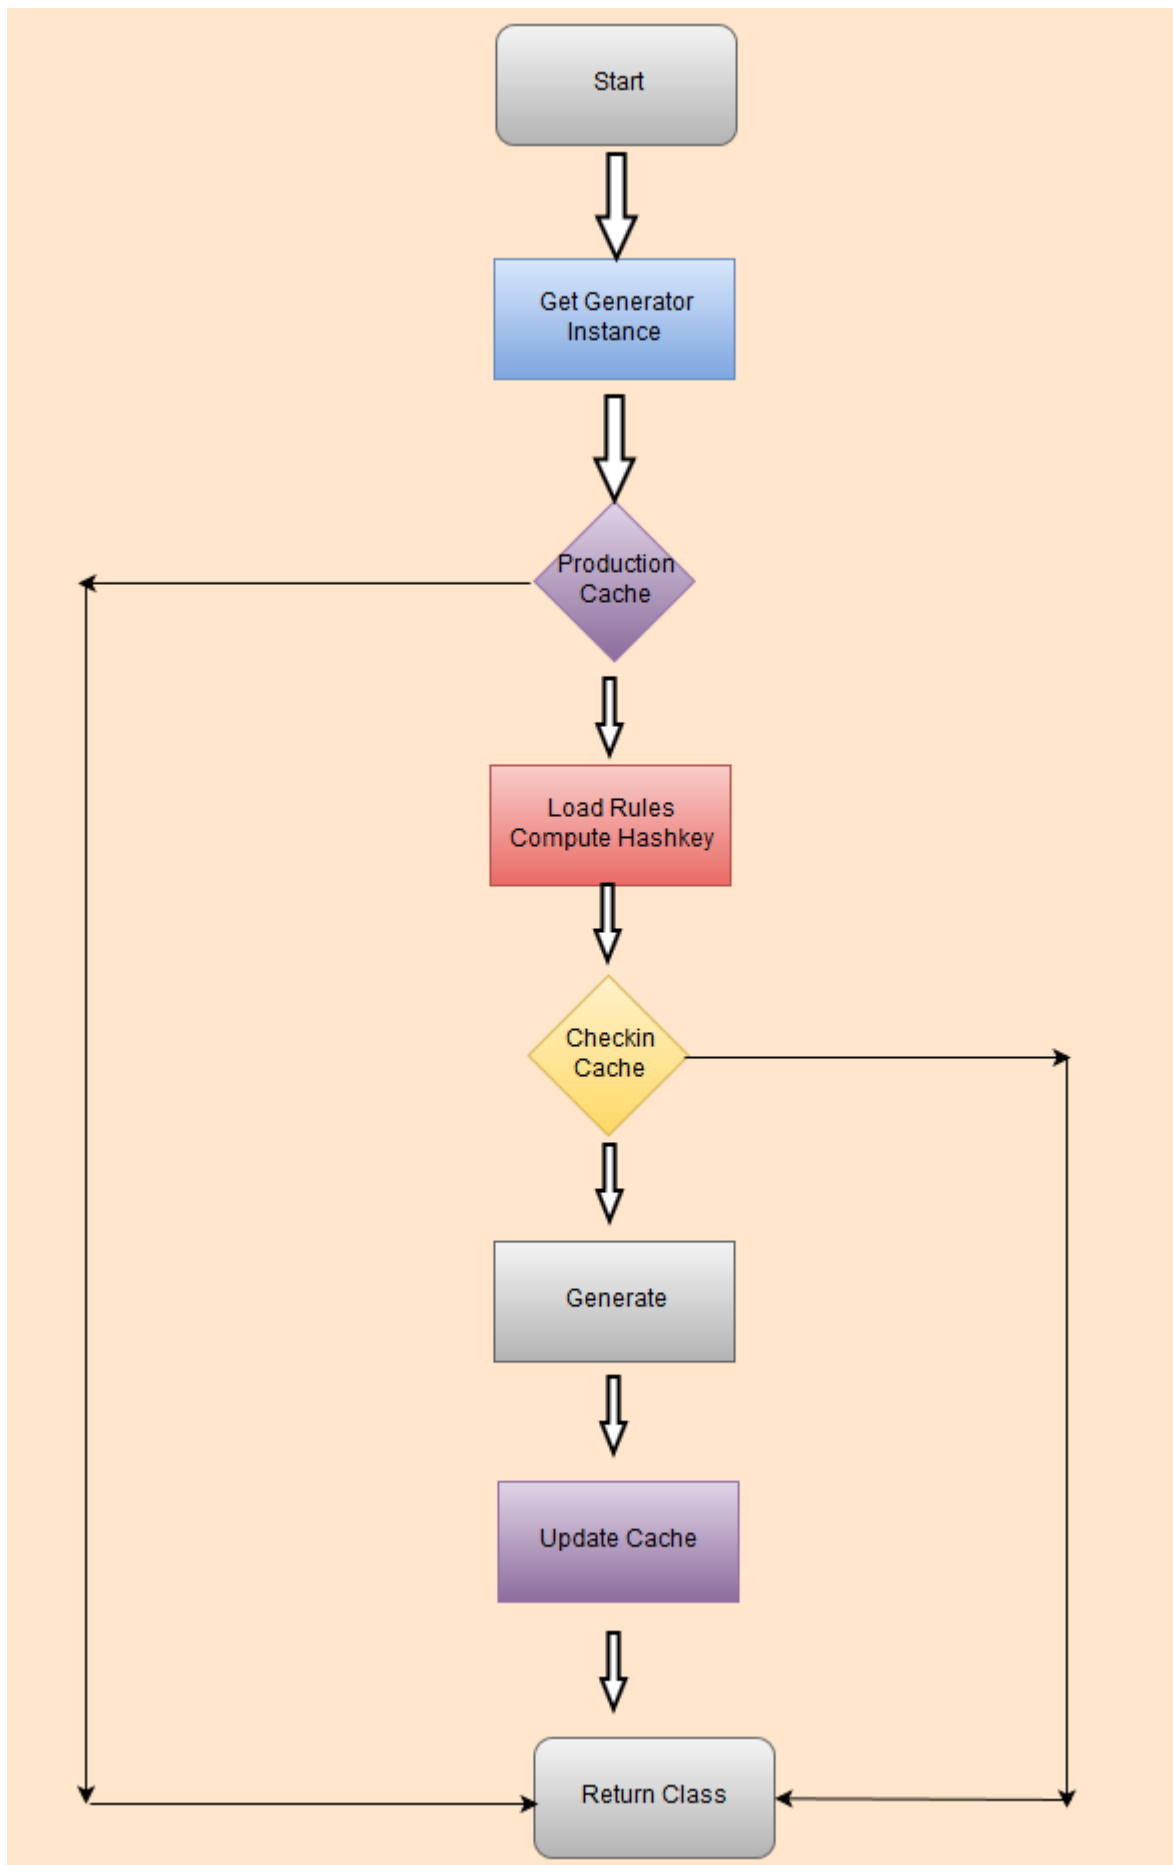 Start
Get Generator
Instance
Production
Cache
Load Rules
Compute Hashkey
Checkin
Cache
Generate
Update Cache
Return Class